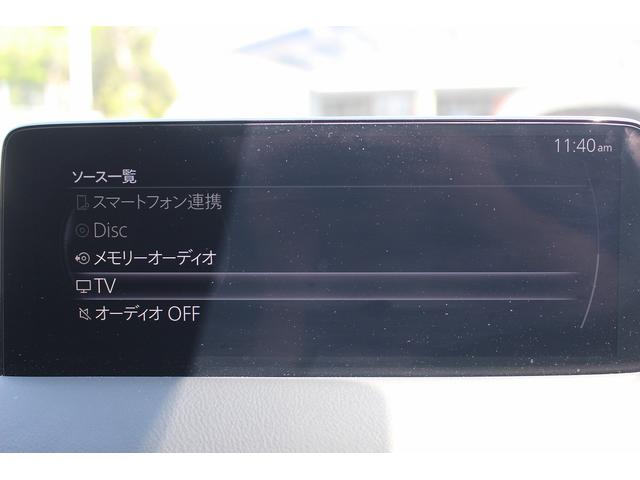 11:40am
ソース一覧
スマートフォン連携
Disc
メモリーオーディオ
TV
オーディオ OFF